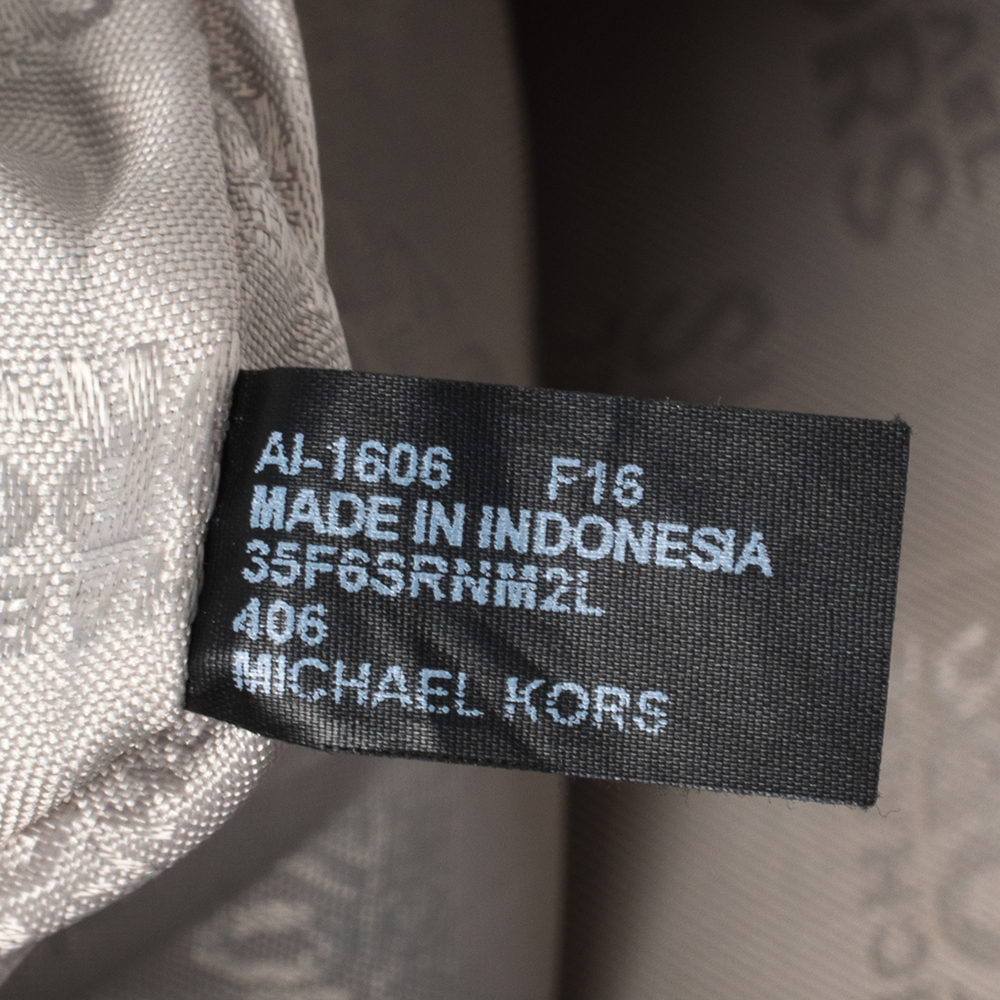 AI-1606 F16
MADE IN INDONESIA
35F6SRNM2L
406
MICHAEL KORS